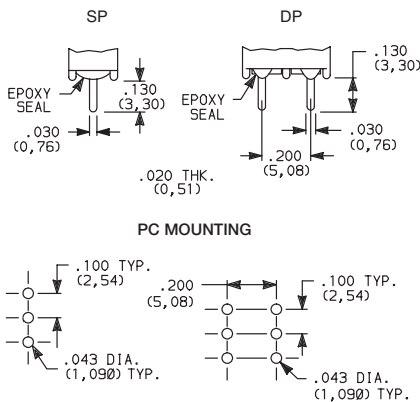 SP
DP
EPOXY
SEAL
.130
(3,30)
.030
(0,76)
EPOXY
SEAL
.130
(3,30)
.030
(0,76)
.200
(5,08)
.020 THK.
(0,51)
PC MOUNTING
.100 TYP.
(2,54)
.043 DIA.
(1,090) TYP.
.200
(5,08)
.100 TYP.
(2,54)
.043 DIA.
(1,090) TYP.